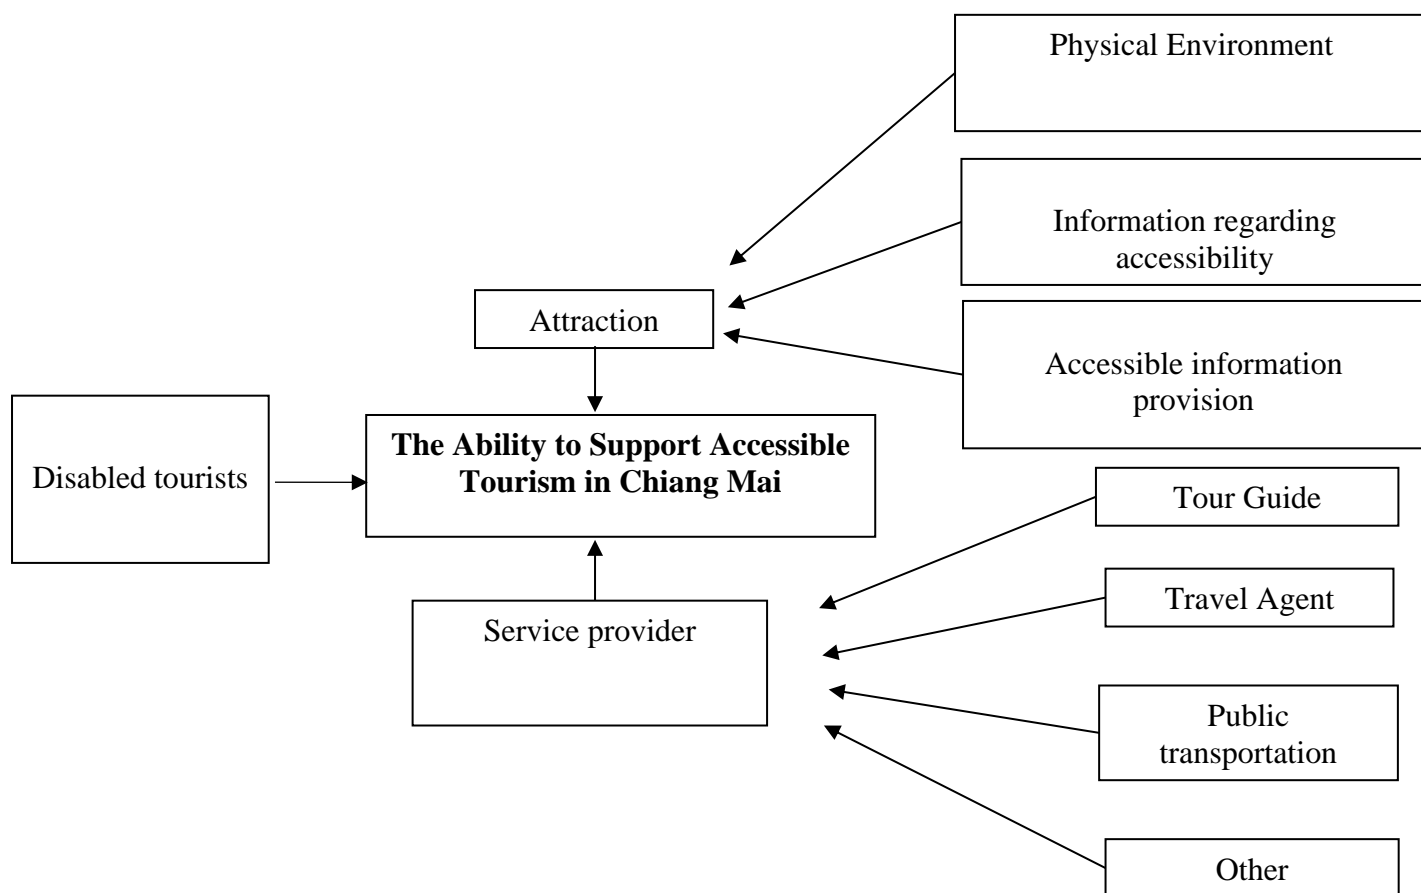 Physical Environment
Information regarding
accessibility
Attraction
Accessible information
provision
Disabled tourists
The Ability to Support Accessible
Tourism in Chiang Mai
Tour Guide
Travel Agent
Service provider
Public
transportation
Other